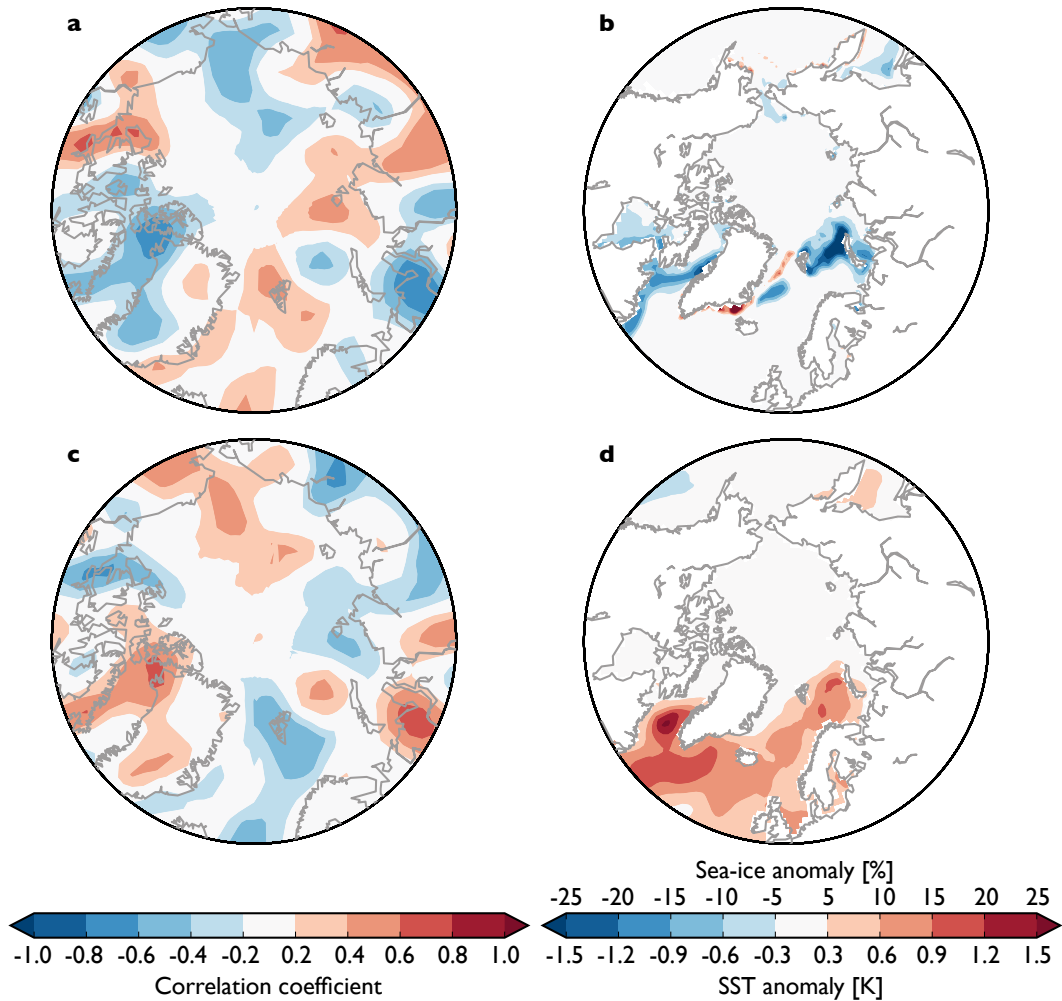 a
b
c
d
Sea-ice anomaly [%]
-25 -20 -10 -5 5 10 15 20 25
-1.0 -0.8 -0.6 -0.4 -0.2 0.2 0.4 0.6 0.8 1.0
-1.5 -1.2 -0.9 -0.6 -0.3 0.3 0.6 0.9 1.2 1.5
Correlation coefficient
SST anomaly [K]